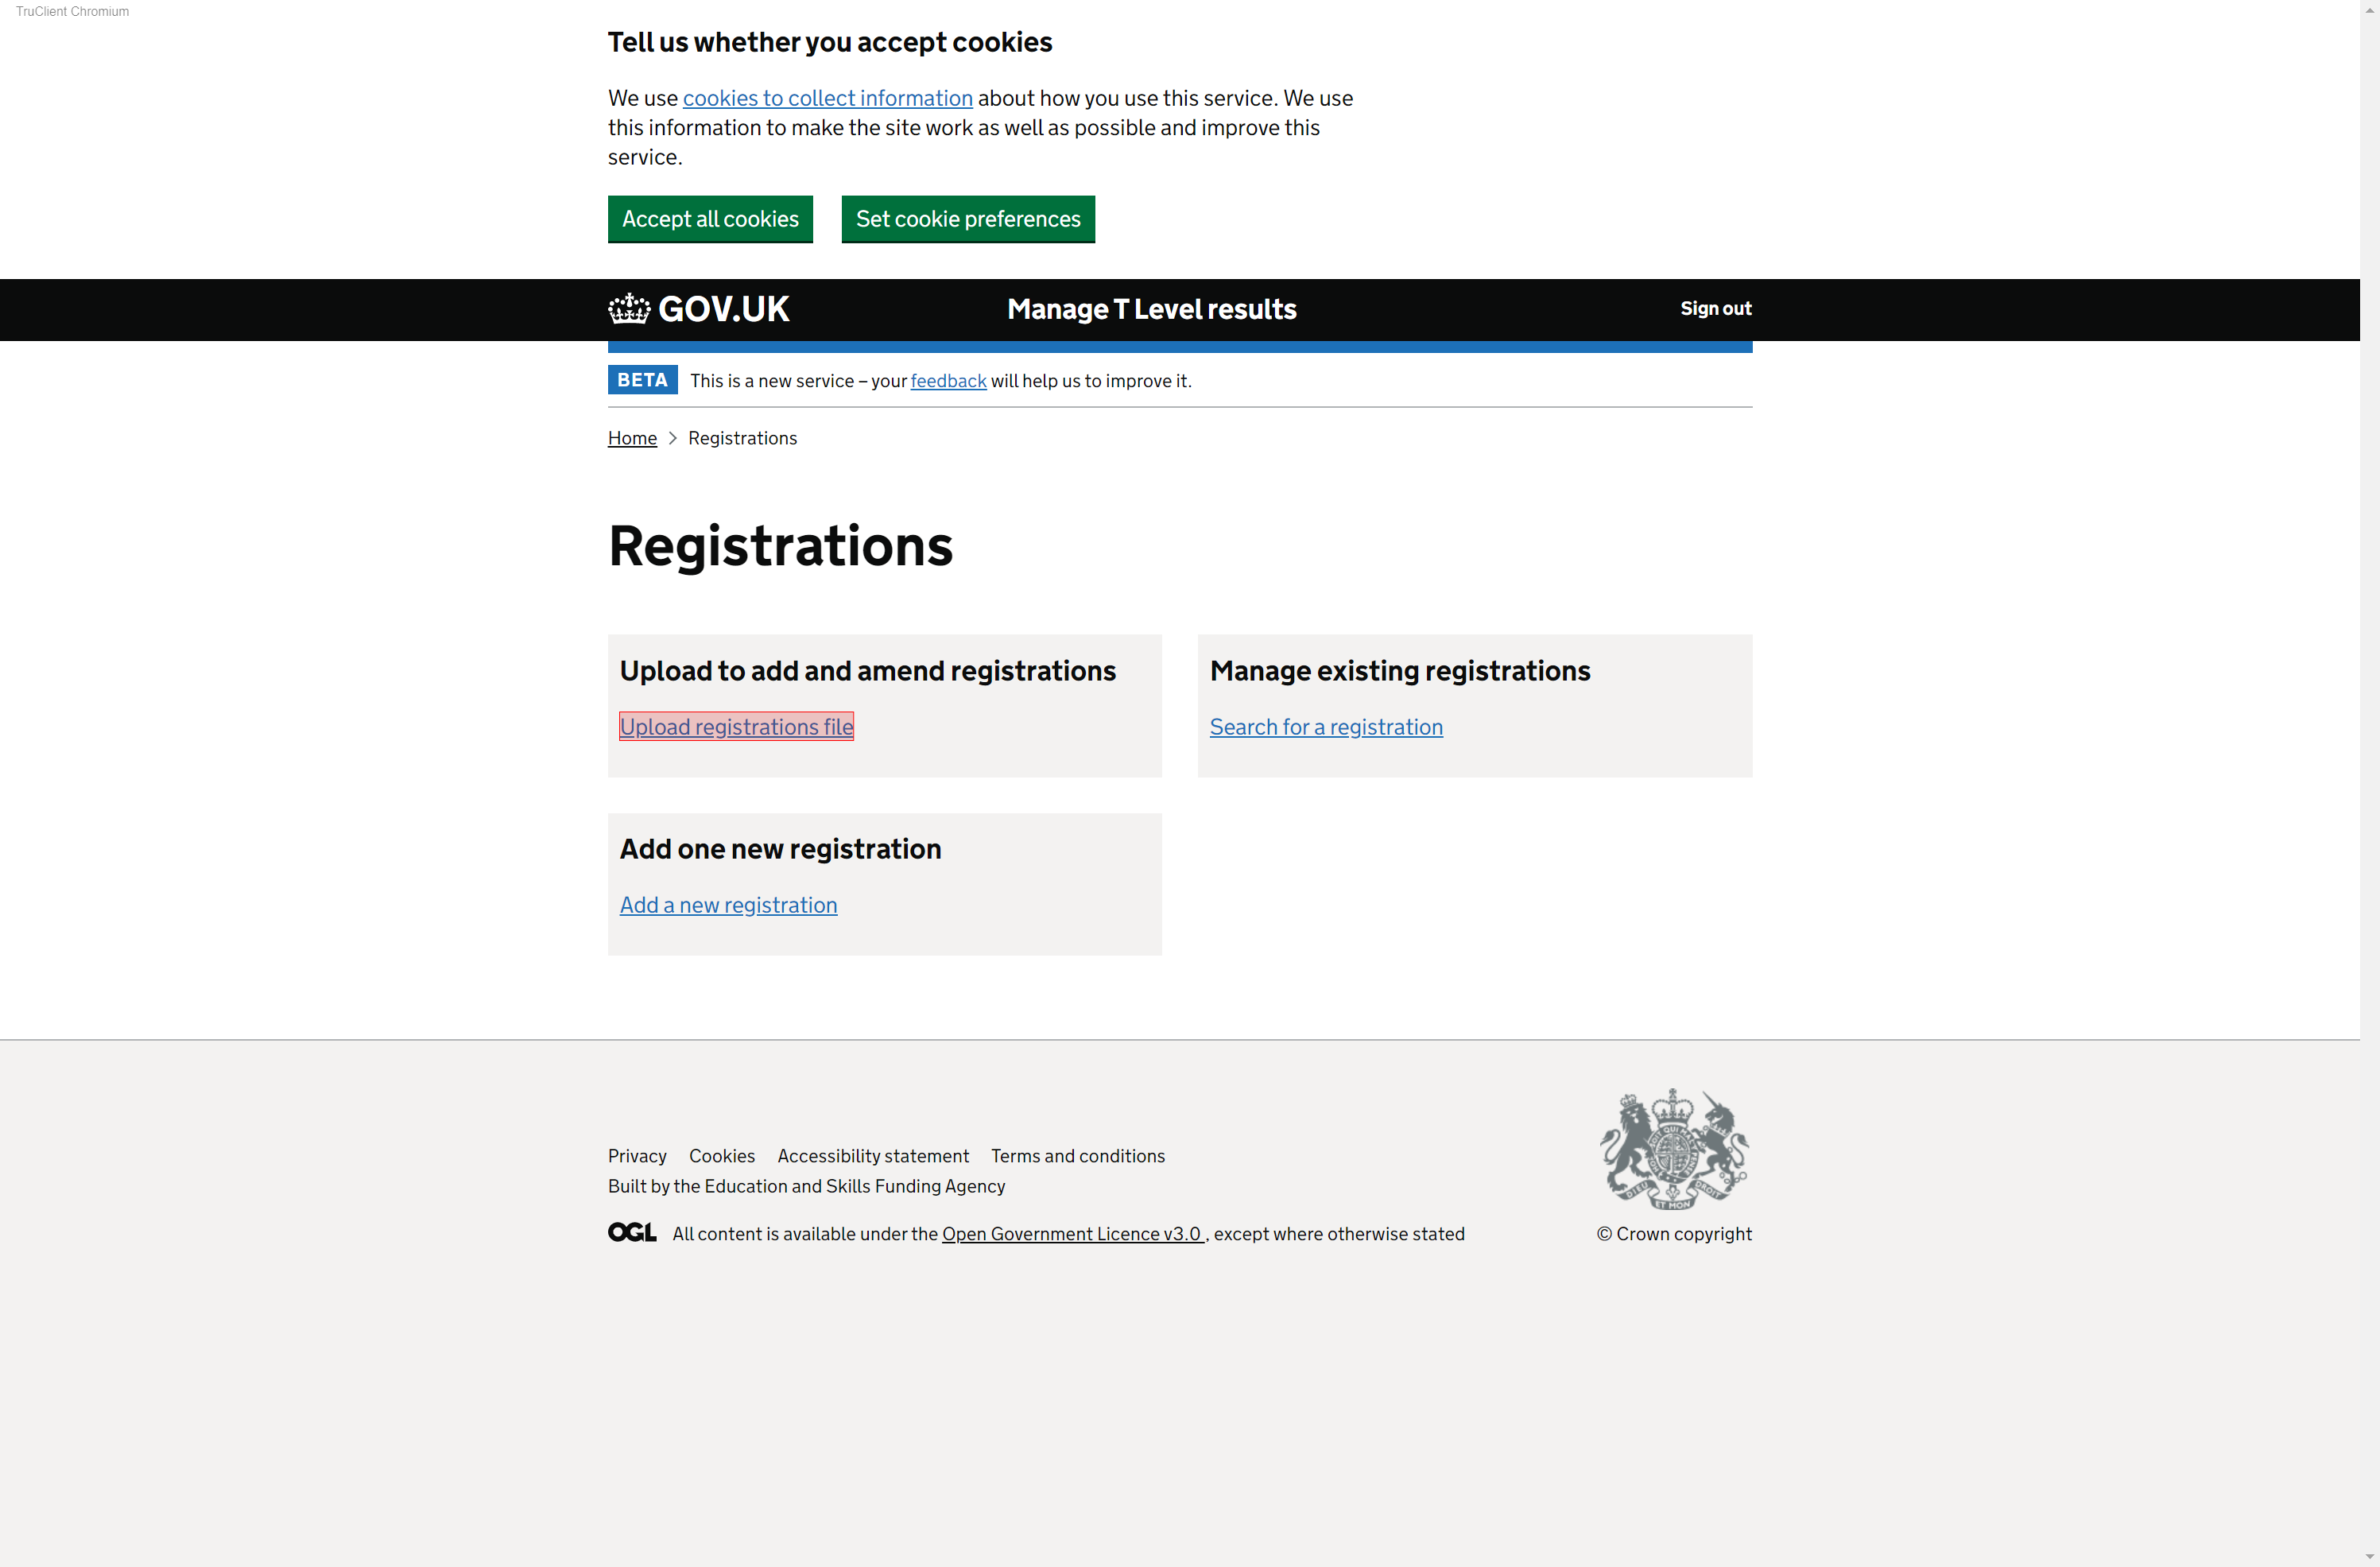 TruClient Chromium
Tell us whether you accept cookies
We use cookies to collect information about how you use this service. We use
this information to make the site work as well as possible and improve this
service.
Accept all cookies
Set cookie preferences
GOV.UK
Manage T Level results
Sign out
BETA
This is a new service – your feedback will help us to improve it.
Home
Registrations
Registrations
Upload to add and amend registrations
Upload registrations file
Manage existing registrations
Search for a registration
Add one new registration
Add a new registration
Privacy
Cookies
Accessibility statement
Terms and conditions
Built by the Education and Skills Funding Agency
OGL
All content is available under the Open Government Licence v3.0 , except where otherwise stated
DIEU
ET MON
DROIT
© Crown copyright